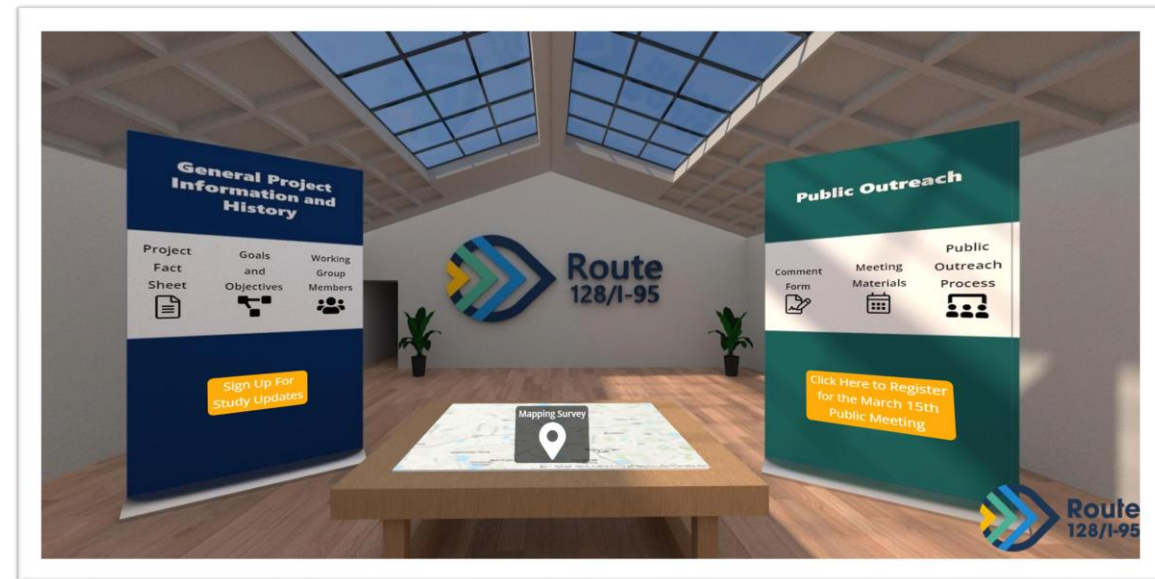 General Project
Information and
History
Project
Fact
Sheet
Goals
and
Objectives
Working
Group
Members
Sign Up For
Study Updates
Route
128/I-95
Mapping Survey
Public Outreach
Comment
Form
Meeting
Materials
Public
Outreach
Process
Click Here to Register
for the March 15th
Public Meeting
Route
128/I-95